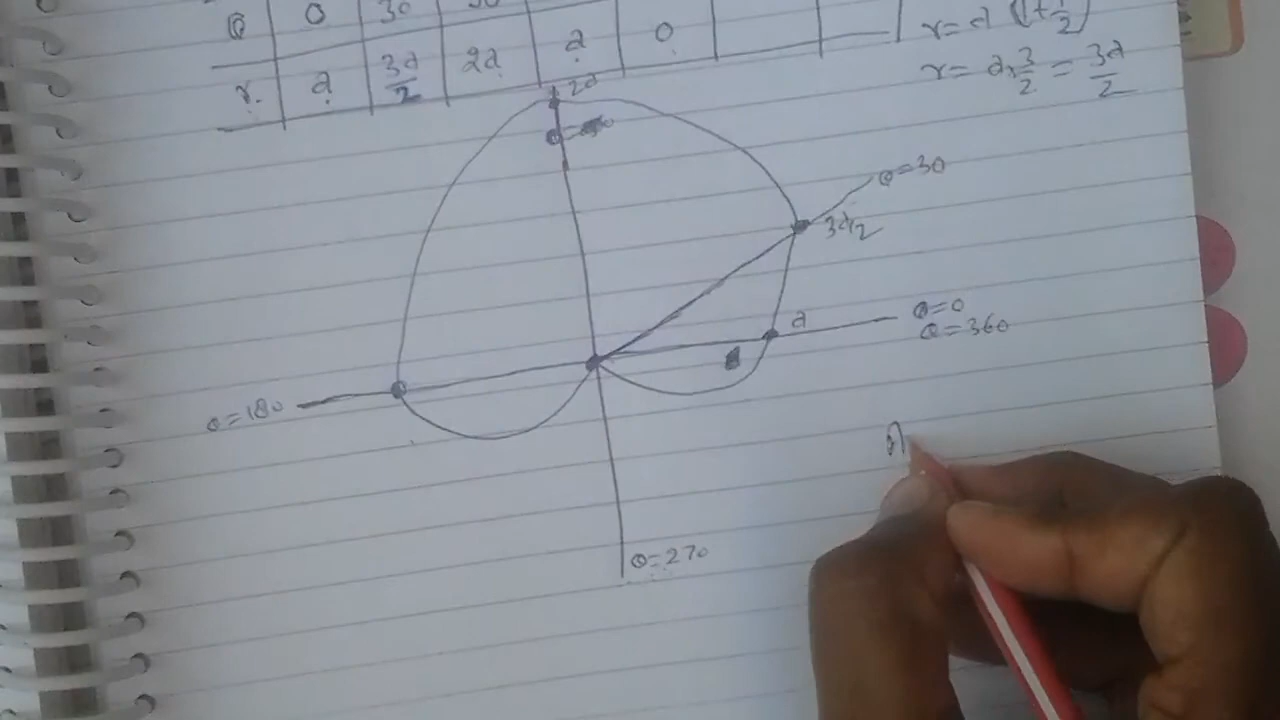 θ 0 30
r. a 3a/2 2a a 0
r = a (1+1/2)
r = a×3/2 = 3a/2
2a
θ=30
3a/2
a
θ=0
θ=360
θ=180
θ=270